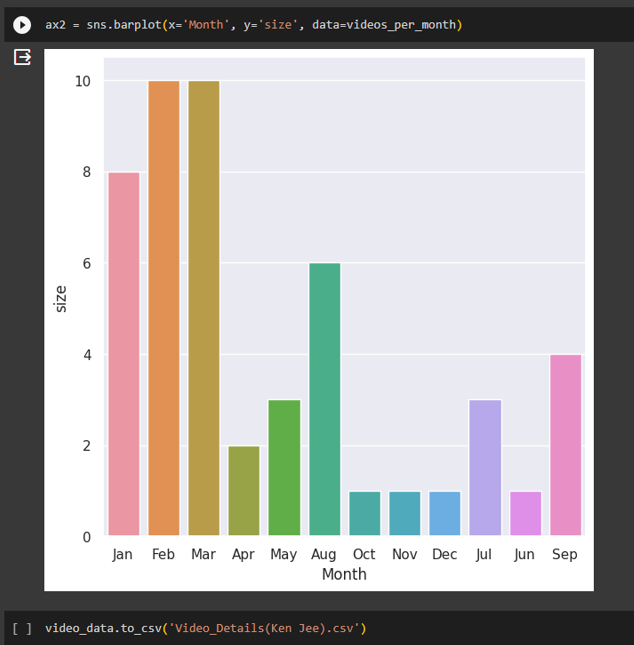 ax2 = sns.barplot(x='Month', y='size', data=videos_per_month)
10
8
6
4
2
0
size
Jan Feb Mar Apr May Aug Oct Nov Dec Jul Jun Sep
Month
[ ] video_data.to_csv('Video_Details(Ken Jee).csv')